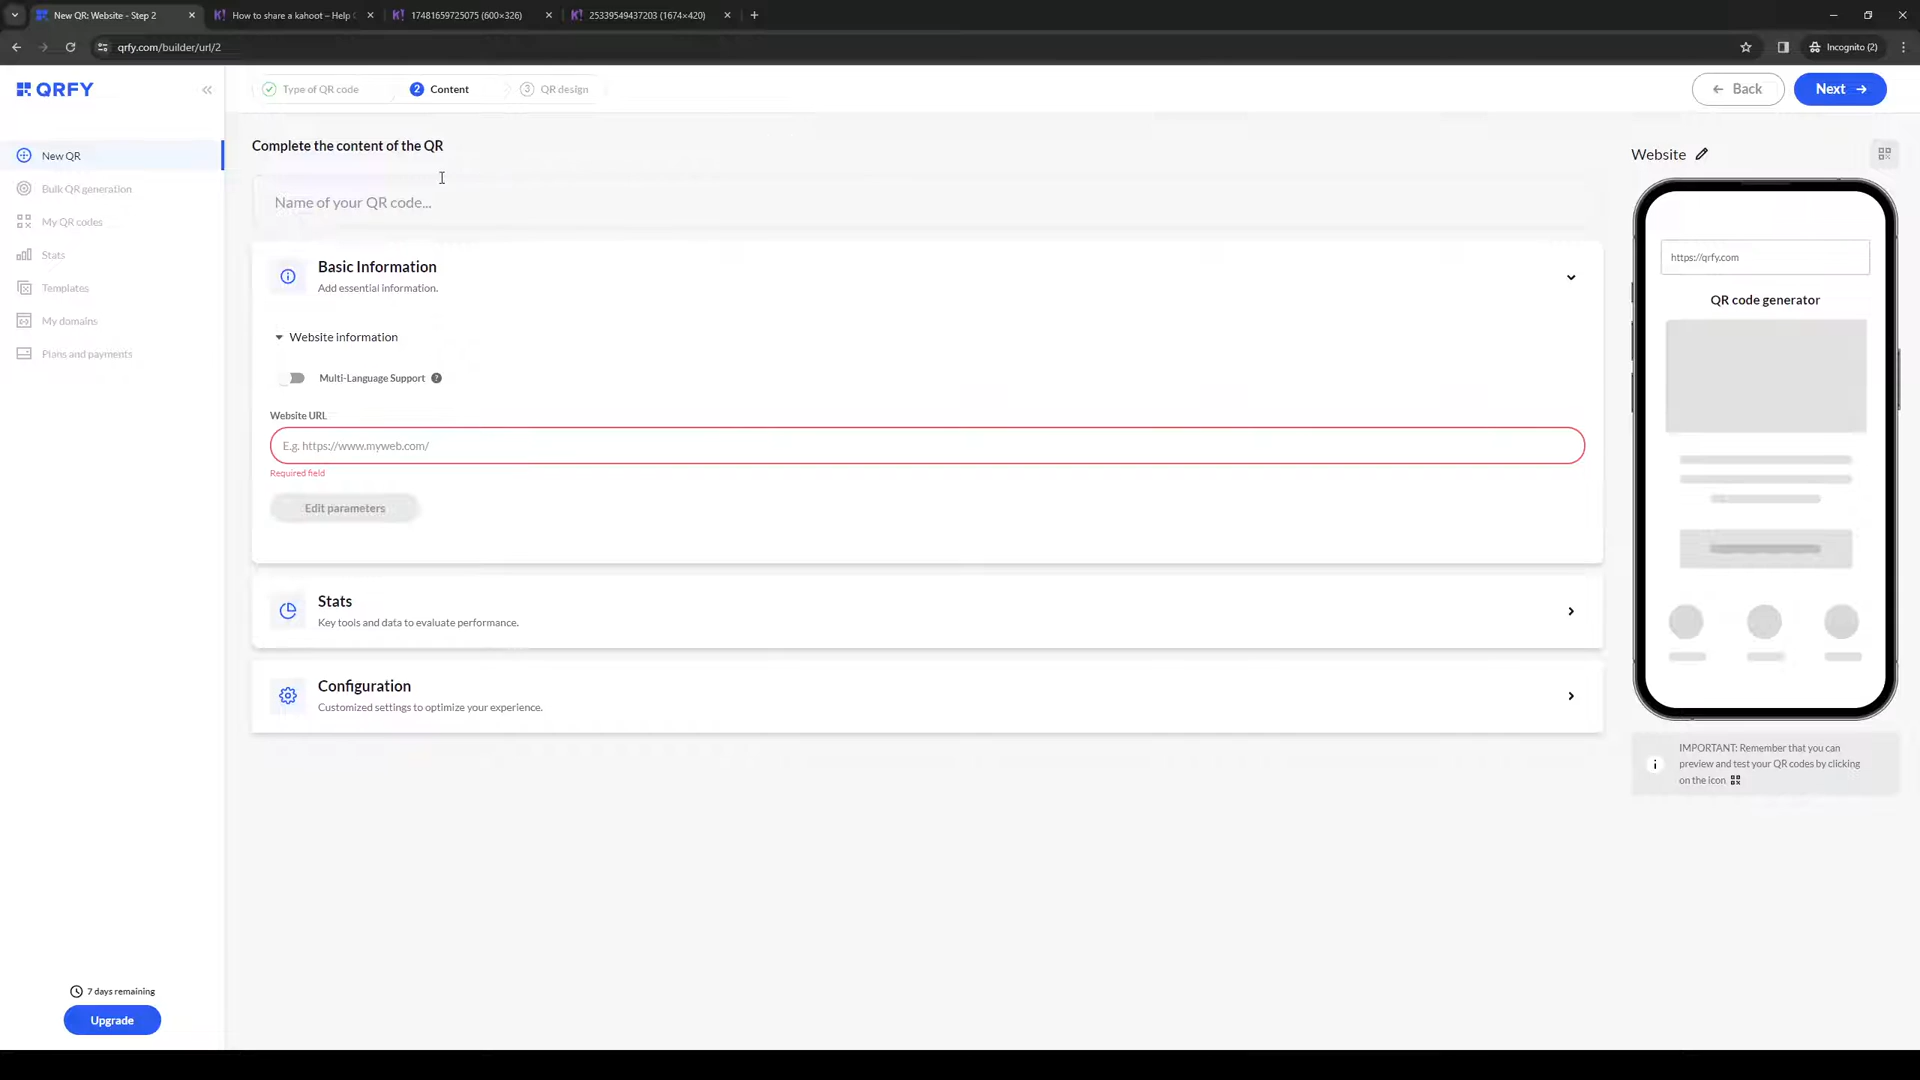 New QR: Website - Step 2
How to share a kahoot – Help
17481659725075 (600×326)
25339549437203 (1674×420)
qrfy.com/builder/url/2
Incognito (2)
QRFY
Type of QR code
2 Content
3 QR design
Back
Next
New QR
Bulk QR generation
My QR codes
Stats
Templates
My domains
Plans and payments
7 days remaining
Upgrade
Complete the content of the QR
Name of your QR code...
Basic Information
Add essential information.
Website information
Multi-Language Support ?
Website URL
E.g. https://www.myweb.com/
Required field
Edit parameters
Stats
Key tools and data to evaluate performance.
Configuration
Customized settings to optimize your experience.
Website
https://qrfy.com
QR code generator
IMPORTANT: Remember that you can
preview and test your QR codes by clicking
on the icon